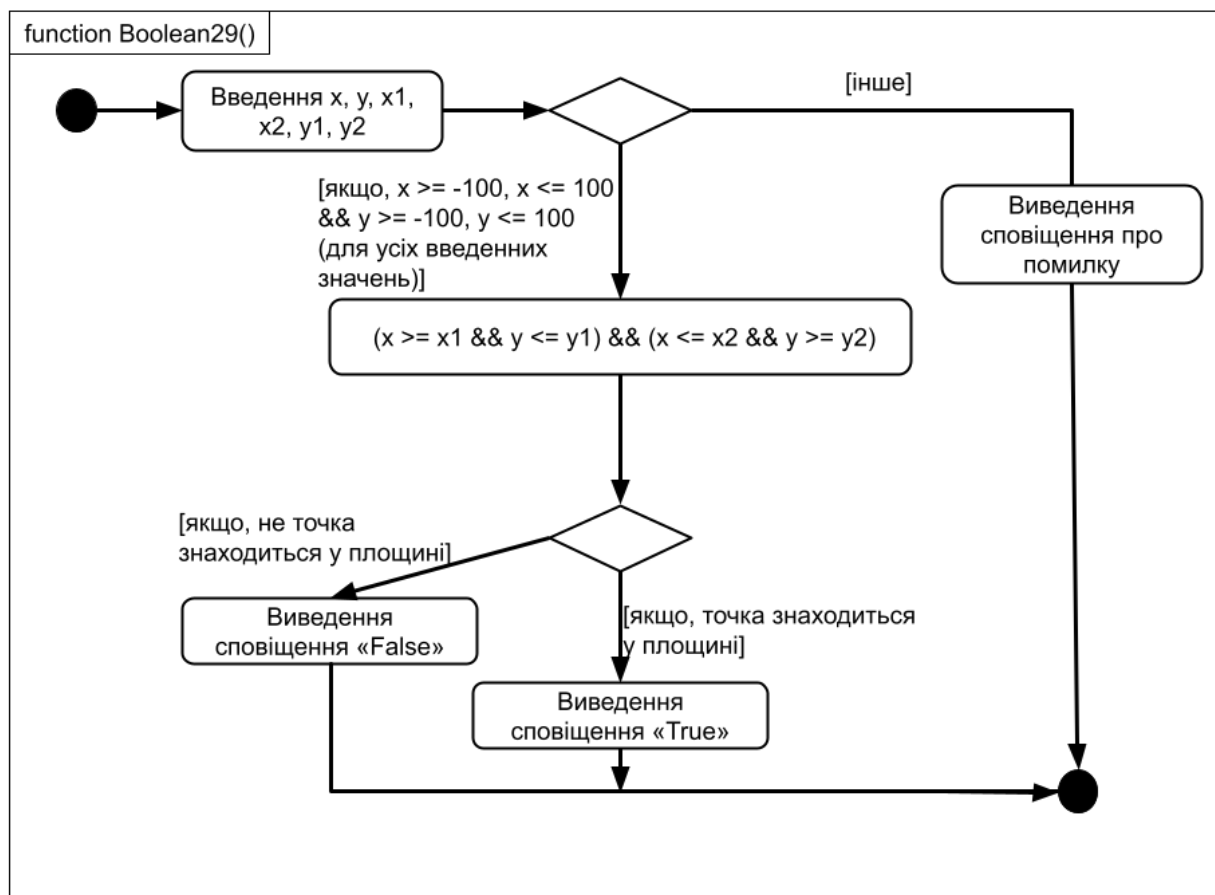 function Boolean29()
Введення x, y, x1,
x2, y1, y2
[інше]
[якщо, x >= -100, x <= 100
&& y >= -100, y <= 100
(для усіх введенних
значень)]
Виведення
сповіщення про
помилку
(x >= x1 && y <= y1) && (x <= x2 && y >= y2)
[якщо, не точка
знаходиться у площині]
Виведення
сповіщення «False»
[якщо, точка знаходиться
у площині]
Виведення
сповіщення «True»